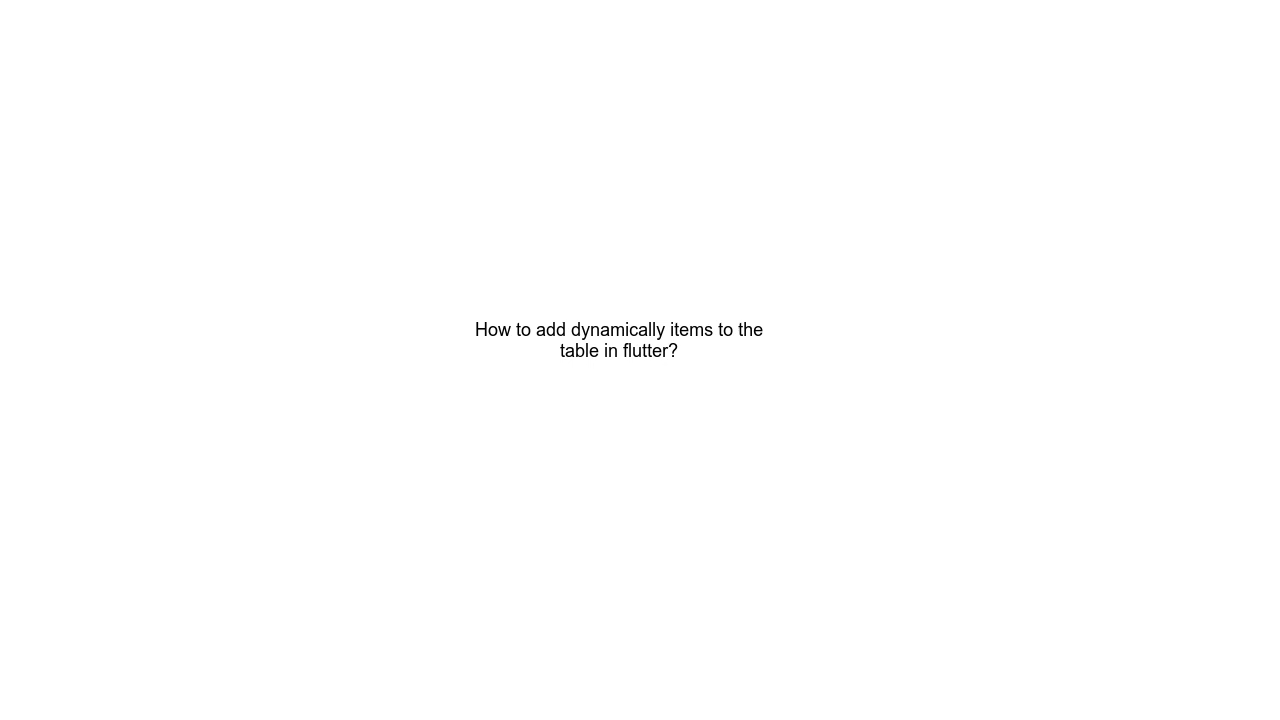 How to add dynamically items to the
table in flutter?